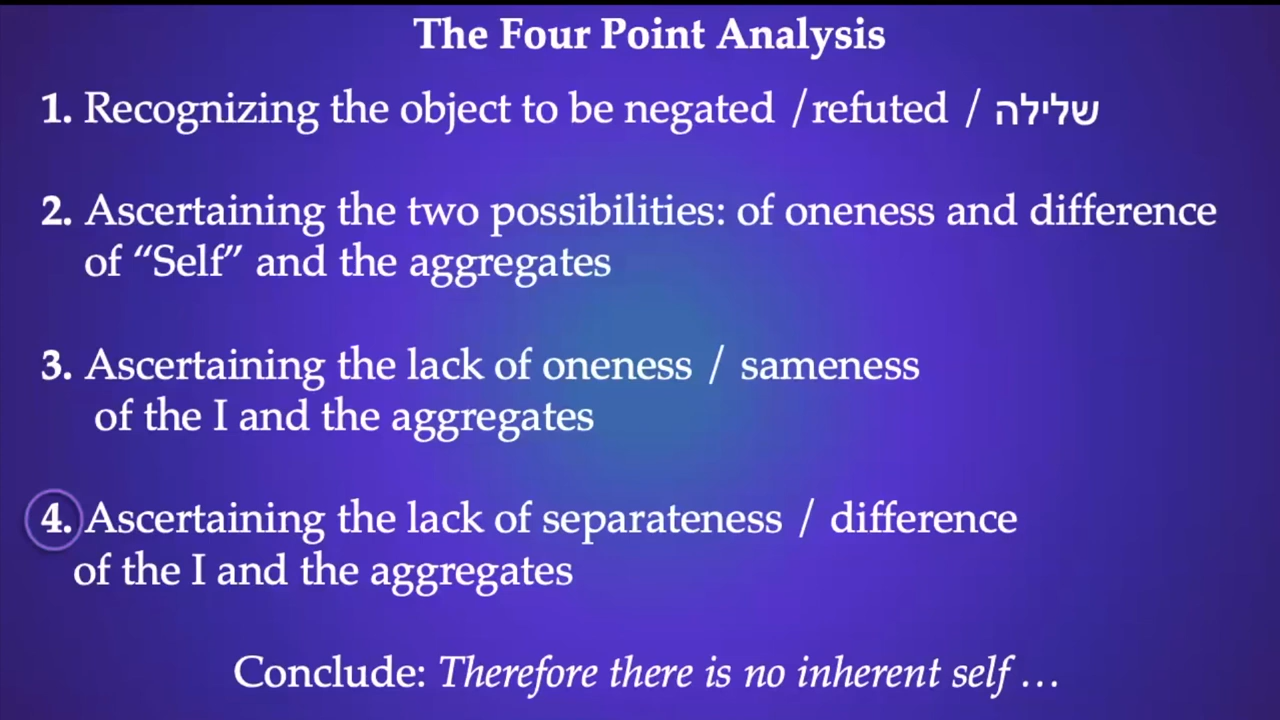 The Four Point Analysis
1. Recognizing the object to be negated /refuted / שלילה
2. Ascertaining the two possibilities: of oneness and difference
of “Self” and the aggregates
3. Ascertaining the lack of oneness / sameness
of the I and the aggregates
4. Ascertaining the lack of separateness / difference
of the I and the aggregates
Conclude: Therefore there is no inherent self …